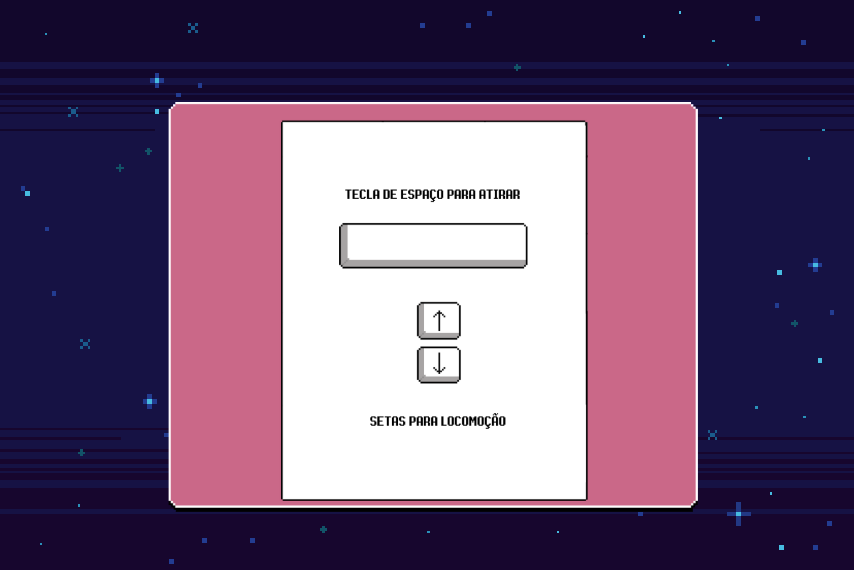 TECLA DE ESPAÇO PARA ATIRAR
↑
↓
SETAS PARA LOCOMOÇÃO